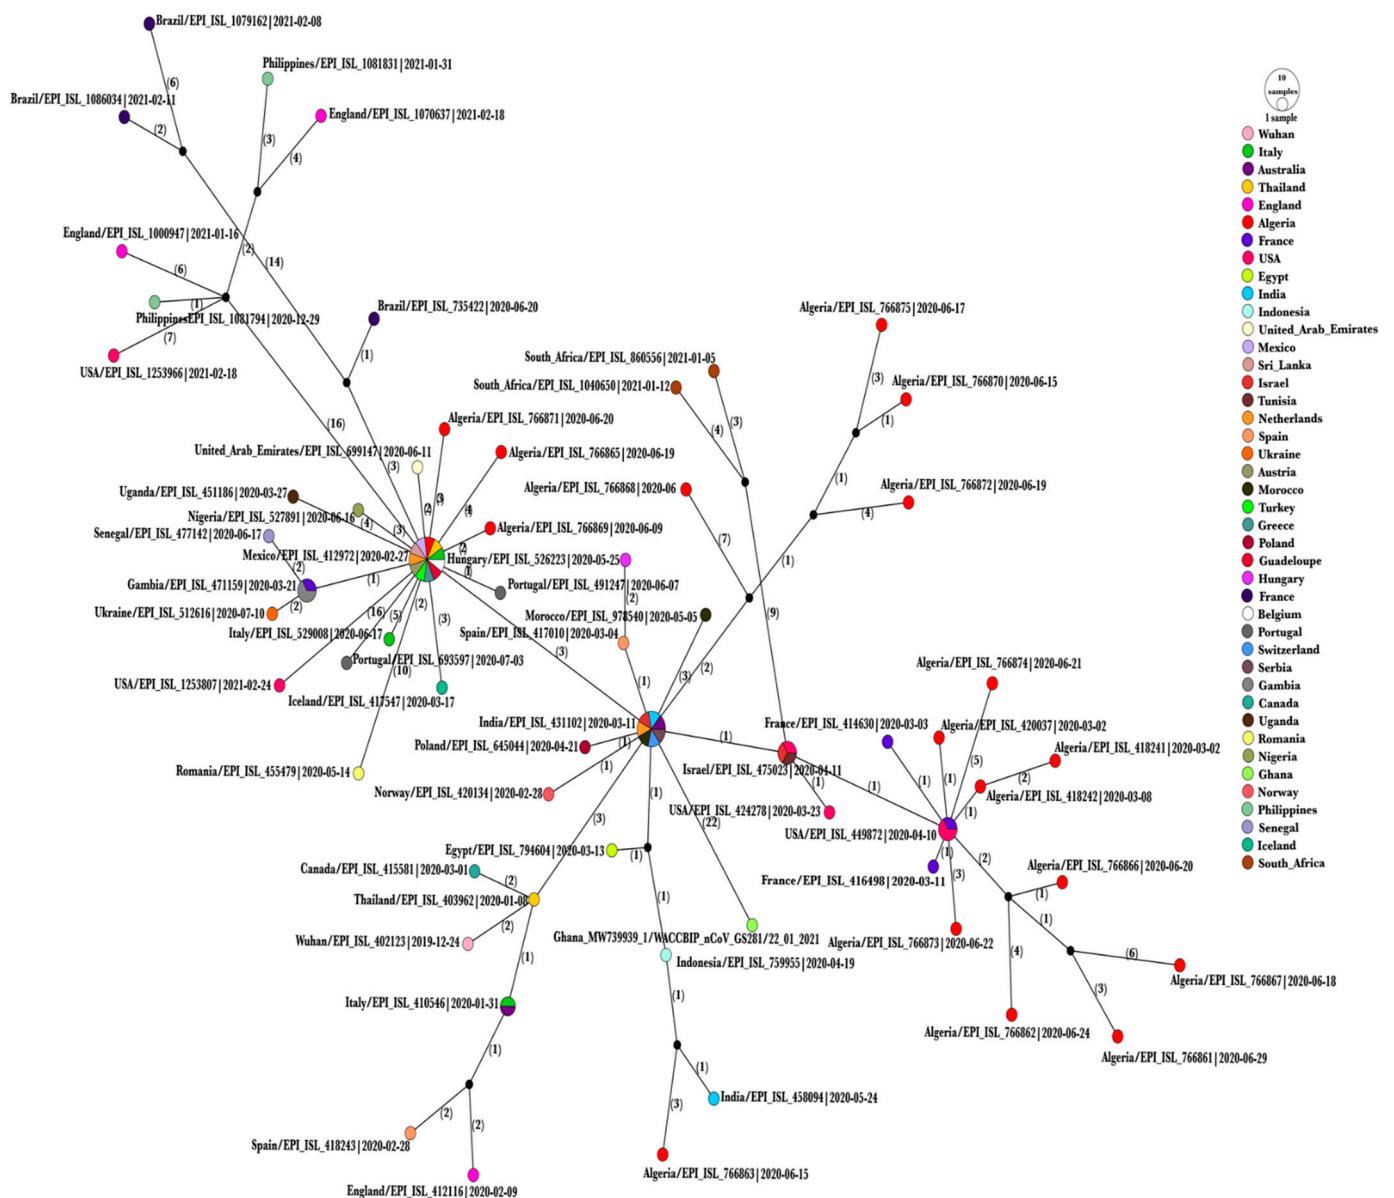 Brazil/EPI_ISL_1079162|2021-02-08
Philippines/EPI_ISL_1081831|2021-01-31
(6)
Brazil/EPI_ISL_1086034|2021-02-11
England/EPI_ISL_1070637|2021-02-18
(2)
(3)
(4)
England/EPI_ISL_1000947|2021-01-16
(2)
(14)
(6)
(1)
Brazil/EPI_ISL_735422|2020-06-20
PhilippinesEPI_ISL_1081794|2020-12-29
(7)
(1)
USA/EPI_ISL_1253966|2021-02-18
Algeria/EPI_ISL_766875|2020-06-17
South_Africa/EPI_ISL_860556|2021-01-05
South_Africa/EPI_ISL_1040650|2021-01-12
(3)
Algeria/EPI_ISL_766870|2020-06-15
(16)
Algeria/EPI_ISL_766871|2020-06-20
(4)
(3)
(1)
United_Arab_Emirates/EPI_ISL_699147|2020-06-11
Algeria/EPI_ISL_766865|2020-06-19
(3)
(1)
Algeria/EPI_ISL_766868|2020-06
Algeria/EPI_ISL_766872|2020-06-19
Uganda/EPI_ISL_451186|2020-03-27
(2)
(3)
(4)
(4)
Nigeria/EPI_ISL_527891|2020-06-16
(4)
(3)
Algeria/EPI_ISL_766869|2020-06-09
Senegal/EPI_ISL_477142|2020-06-17
(7)
Mexico/EPI_ISL_412972|2020-02-27
(2)
Hungary/EPI_ISL_526223|2020-05-25
(1)
(2)
(1)
(1)
Gambia/EPI_ISL_471159|2020-03-21
Portugal/EPI_ISL_491247|2020-06-07
(2)
Ukraine/EPI_ISL_512616|2020-07-10
(2)
(16)
(5)
(2)
(3)
Morocco/EPI_ISL_978540|2020-05-05
(9)
Italy/EPI_ISL_529008|2020-06-17
Spain/EPI_ISL_417010|2020-03-04
(3)
Portugal/EPI_ISL_693597|2020-07-03
(10)
(2)
(3)
Algeria/EPI_ISL_766874|2020-06-21
USA/EPI_ISL_1253807|2021-02-24
(1)
Iceland/EPI_ISL_417547|2020-03-17
India/EPI_ISL_431102|2020-03-11
France/EPI_ISL_414630|2020-03-03
Algeria/EPI_ISL_420037|2020-03-02
Poland/EPI_ISL_645044|2020-04-21
(1)
(1)
Algeria/EPI_ISL_418241|2020-03-02
(5)
Romania/EPI_ISL_455479|2020-05-14
(1)
Israel/EPI_ISL_475023|2020-04-11
(1)
(1)
(2)
Norway/EPI_ISL_420134|2020-02-28
(1)
(1)
(1)
Algeria/EPI_ISL_418242|2020-03-08
USA/EPI_ISL_424278|2020-03-23
(1)
(3)
(22)
USA/EPI_ISL_449872|2020-04-10
Egypt/EPI_ISL_794604|2020-03-13
(1)
(1)
(2)
Algeria/EPI_ISL_766866|2020-06-20
Canada/EPI_ISL_415581|2020-03-01
(2)
France/EPI_ISL_416498|2020-03-11
(3)
(1)
Thailand/EPI_ISL_403962|2020-01-08
(1)
(1)
(2)
Wuhan/EPI_ISL_402123|2019-12-24
Ghana_MW739939_1/WACCBIP_nCoV_GS281/22_01_2021
Algeria/EPI_ISL_766873|2020-06-22
(1)
(4)
(6)
Indonesia/EPI_ISL_759955|2020-04-19
Algeria/EPI_ISL_766867|2020-06-18
(3)
Italy/EPI_ISL_410546|2020-01-31
(1)
Algeria/EPI_ISL_766862|2020-06-24
(1)
Algeria/EPI_ISL_766861|2020-06-29
(1)
India/EPI_ISL_458094|2020-05-24
(2)
(2)
(3)
Spain/EPI_ISL_418243|2020-02-28
Algeria/EPI_ISL_766863|2020-06-15
England/EPI_ISL_412116|2020-02-09
10
samples
1 sample
Wuhan
Italy
Australia
Thailand
England
Algeria
France
USA
Egypt
India
Indonesia
United_Arab_Emirates
Mexico
Sri_Lanka
Israel
Tunisia
Netherlands
Spain
Ukraine
Austria
Morocco
Turkey
Greece
Poland
Guadeloupe
Hungary
France
Belgium
Portugal
Switzerland
Serbia
Gambia
Canada
Uganda
Romania
Nigeria
Ghana
Norway
Philippines
Senegal
Iceland
South_Africa